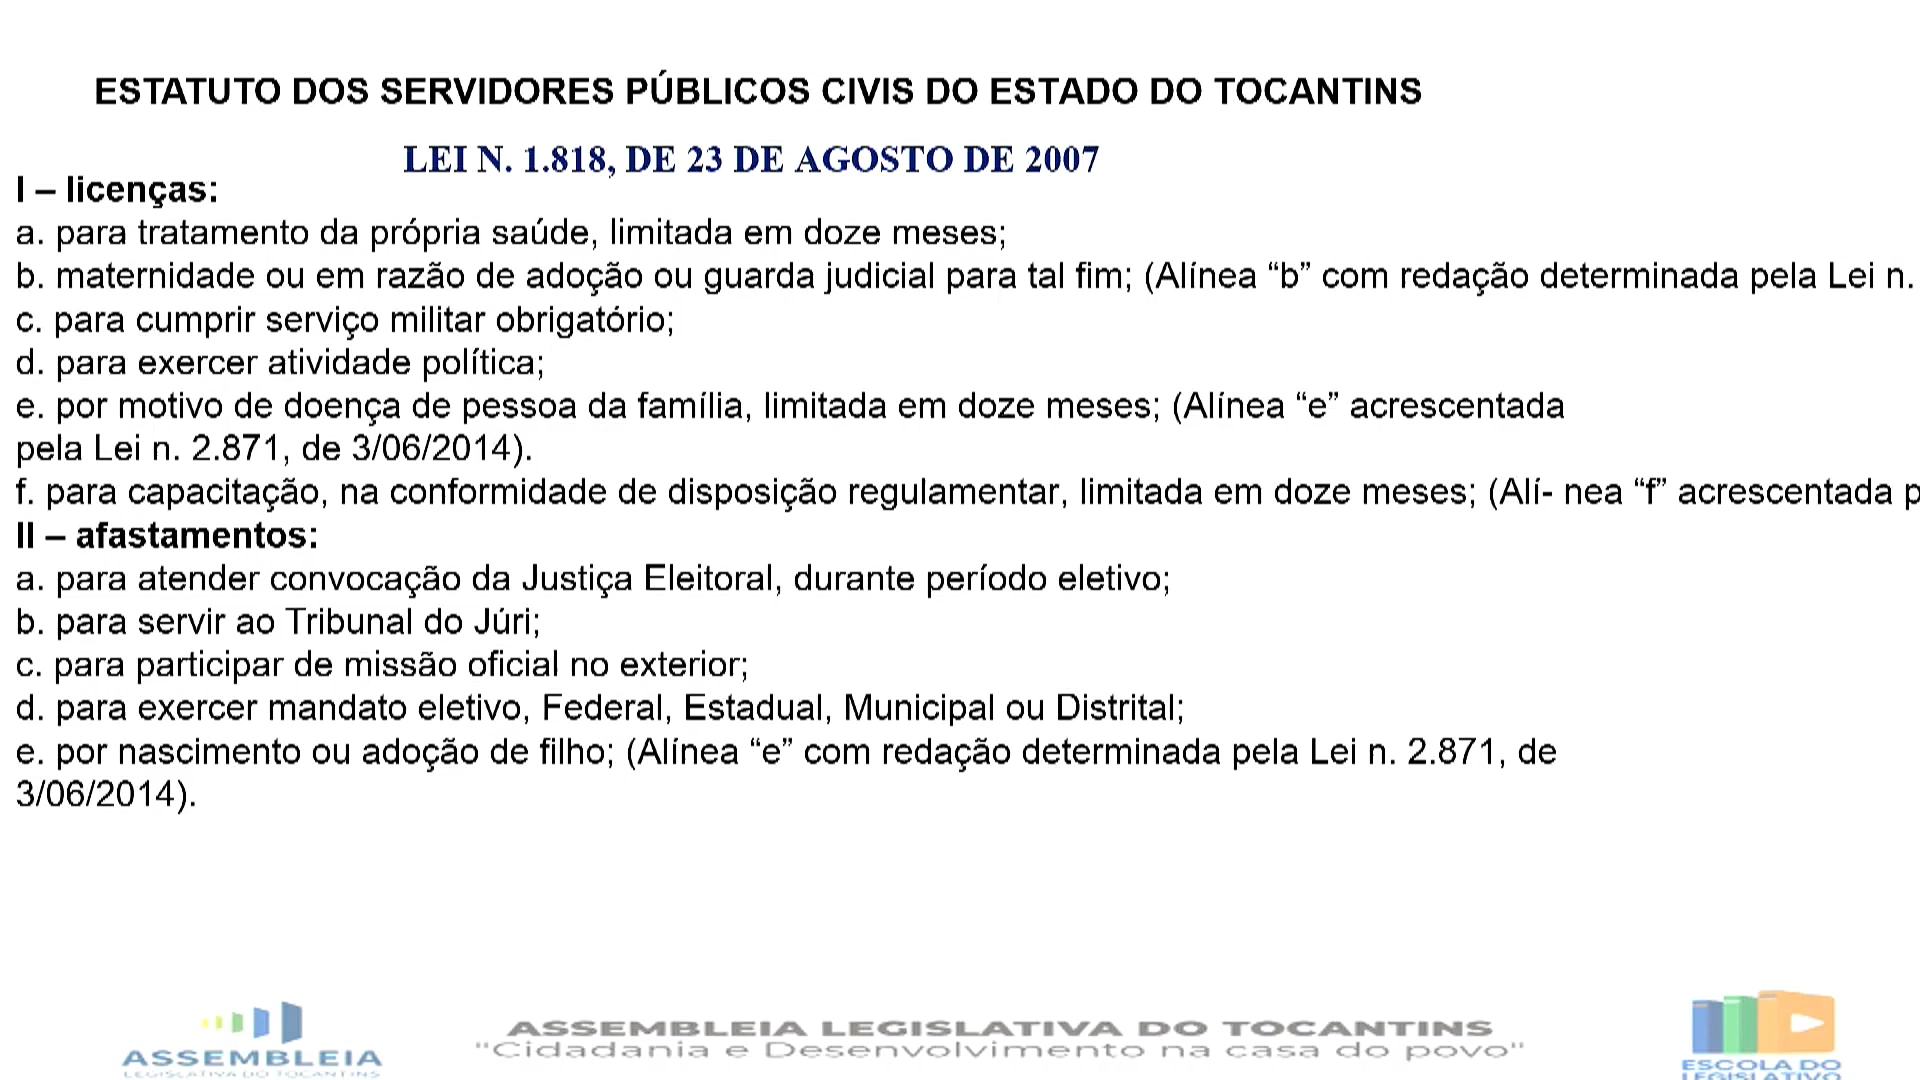 ESTATUTO DOS SERVIDORES PÚBLICOS CIVIS DO ESTADO DO TOCANTINS
LEI N. 1.818, DE 23 DE AGOSTO DE 2007
I – licenças:
a. para tratamento da própria saúde, limitada em doze meses;
b. maternidade ou em razão de adoção ou guarda judicial para tal fim; (Alínea “b” com redação determinada pela Lei n.
c. para cumprir serviço militar obrigatório;
d. para exercer atividade política;
e. por motivo de doença de pessoa da família, limitada em doze meses; (Alínea “e” acrescentada
pela Lei n. 2.871, de 3/06/2014).
f. para capacitação, na conformidade de disposição regulamentar, limitada em doze meses; (Alí- nea “f” acrescentada p
II – afastamentos:
a. para atender convocação da Justiça Eleitoral, durante período eletivo;
b. para servir ao Tribunal do Júri;
c. para participar de missão oficial no exterior;
d. para exercer mandato eletivo, Federal, Estadual, Municipal ou Distrital;
e. por nascimento ou adoção de filho; (Alínea “e” com redação determinada pela Lei n. 2.871, de
3/06/2014).
ASSEMBLEIA
LEGISLATIVA DO TOCANTINS
ASSEMBLEIA LEGISLATIVA DO TOCANTINS
"Cidadania e Desenvolvimento na casa do povo"
ESCOLA DO
LEGISLATIVO